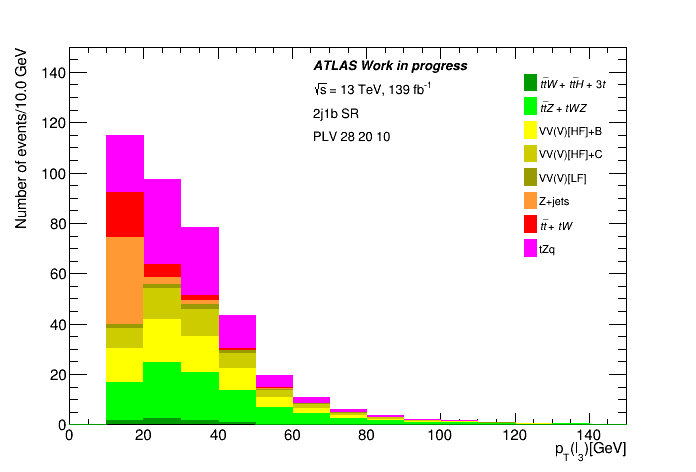 Number of events/10.0 GeV
140
120
100
80
60
40
20
0
ATLAS Work in progress
√s = 13 TeV, 139 fb⁻¹
2j1b SR
PLV 28 20 10
tt̄W + tt̄H + 3t
tt̄Z + tWZ
VV(V)[HF]+B
VV(V)[HF]+C
VV(V)[LF]
Z+jets
tt̄ + tW
tZq
0 20 40 60 80 100 120 140
p_T(l_3)[GeV]